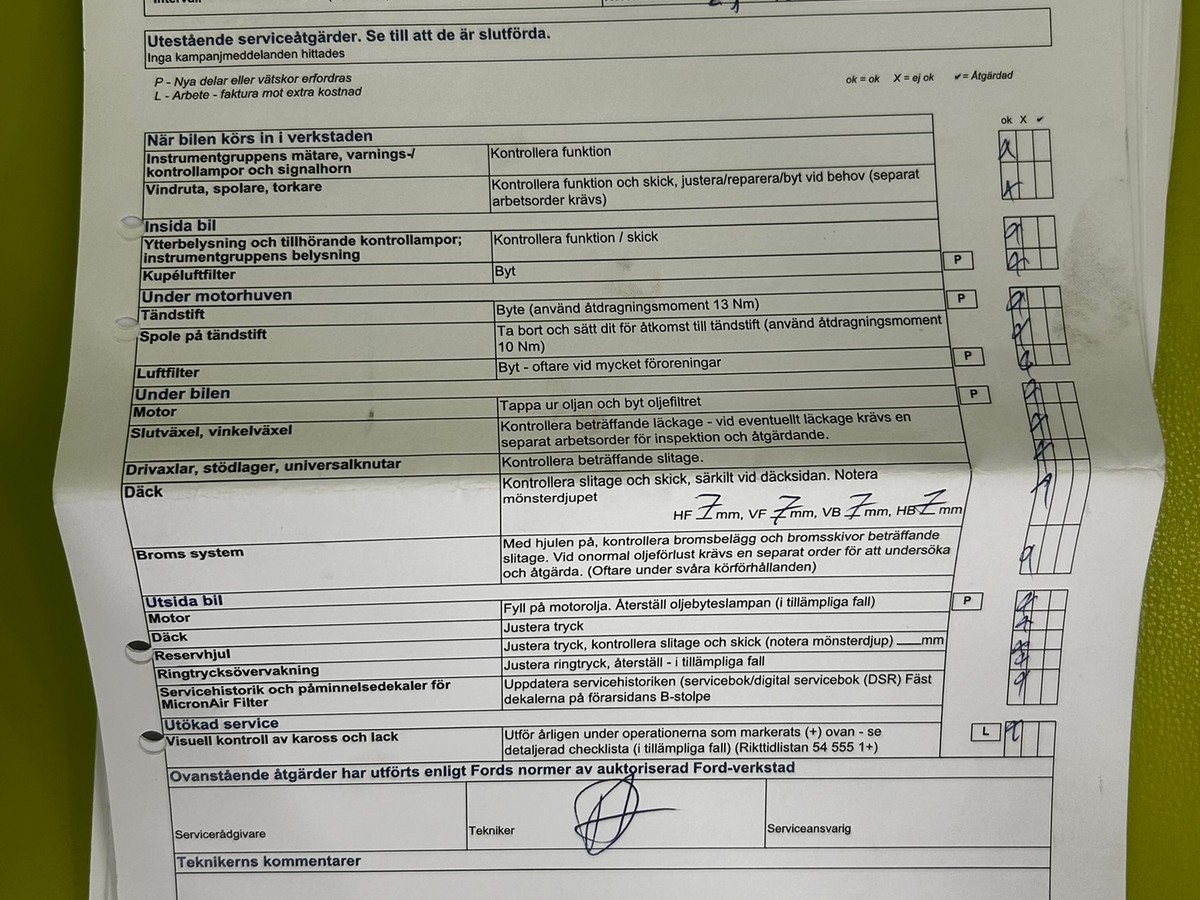 Utestående serviceåtgärder. Se till att de är slutförda.
Inga kampanjmeddelanden hittades
P - Nya delar eller vätskor erfordras
L - Arbete - faktura mot extra kostnad
ok = ok X = ej ok ✔= Åtgärdad
ok X ✔
När bilen körs in i verkstaden
Instrumentgruppens mätare, varnings-/
kontrollampor och signalhorn
Kontrollera funktion
Vindruta, spolare, torkare
Kontrollera funktion och skick, justera/reparera/byt vid behov (separat
arbetsorder krävs)
Insida bil
Ytterbelysning och tillhörande kontrollampor;
instrumentgruppens belysning
Kontrollera funktion / skick
Kupéluftfilter
Byt
P
Under motorhuven
Tändstift
Byte (använd åtdragningsmoment 13 Nm)
P
Spole på tändstift
Ta bort och sätt dit för åtkomst till tändstift (använd åtdragningsmoment
10 Nm)
Luftfilter
Byt - oftare vid mycket föroreningar
P
Under bilen
Motor
Tappa ur oljan och byt oljefiltret
P
Slutväxel, vinkelväxel
Kontrollera beträffande läckage - vid eventuellt läckage krävs en
separat arbetsorder för inspektion och åtgärdande.
Drivaxlar, stödlager, universalknutar
Kontrollera beträffande slitage.
Däck
Kontrollera slitage och skick, särkilt vid däcksidan. Notera
mönsterdjupet
HF 7 mm, VF 7 mm, VB 7 mm, HB 7 mm
Broms system
Med hjulen på, kontrollera bromsbelägg och bromsskivor beträffande
slitage. Vid onormal oljeförlust krävs en separat order för att undersöka
och åtgärda. (Oftare under svåra körförhållanden)
Utsida bil
Motor
Fyll på motorolja. Återställ oljebyteslampan (i tillämpliga fall)
P
Däck
Justera tryck
Reservhjul
Justera tryck, kontrollera slitage och skick (notera mönsterdjup) ___mm
Ringtrycksövervakning
Justera ringtryck, återställ - i tillämpliga fall
Servicehistorik och påminnelsedekaler för
MicronAir Filter
Uppdatera servicehistoriken (servicebok/digital servicebok (DSR) Fäst
dekalerna på förarsidans B-stolpe
Utökad service
Visuell kontroll av kaross och lack
Utför årligen under operationerna som markerats (+) ovan - se
detaljerad checklista (i tillämpliga fall) (Rikttidlistan 54 555 1+)
L
Ovanstående åtgärder har utförts enligt Fords normer av auktoriserad Ford-verkstad
Servicerådgivare
Tekniker
Serviceansvarig
Teknikerns kommentarer